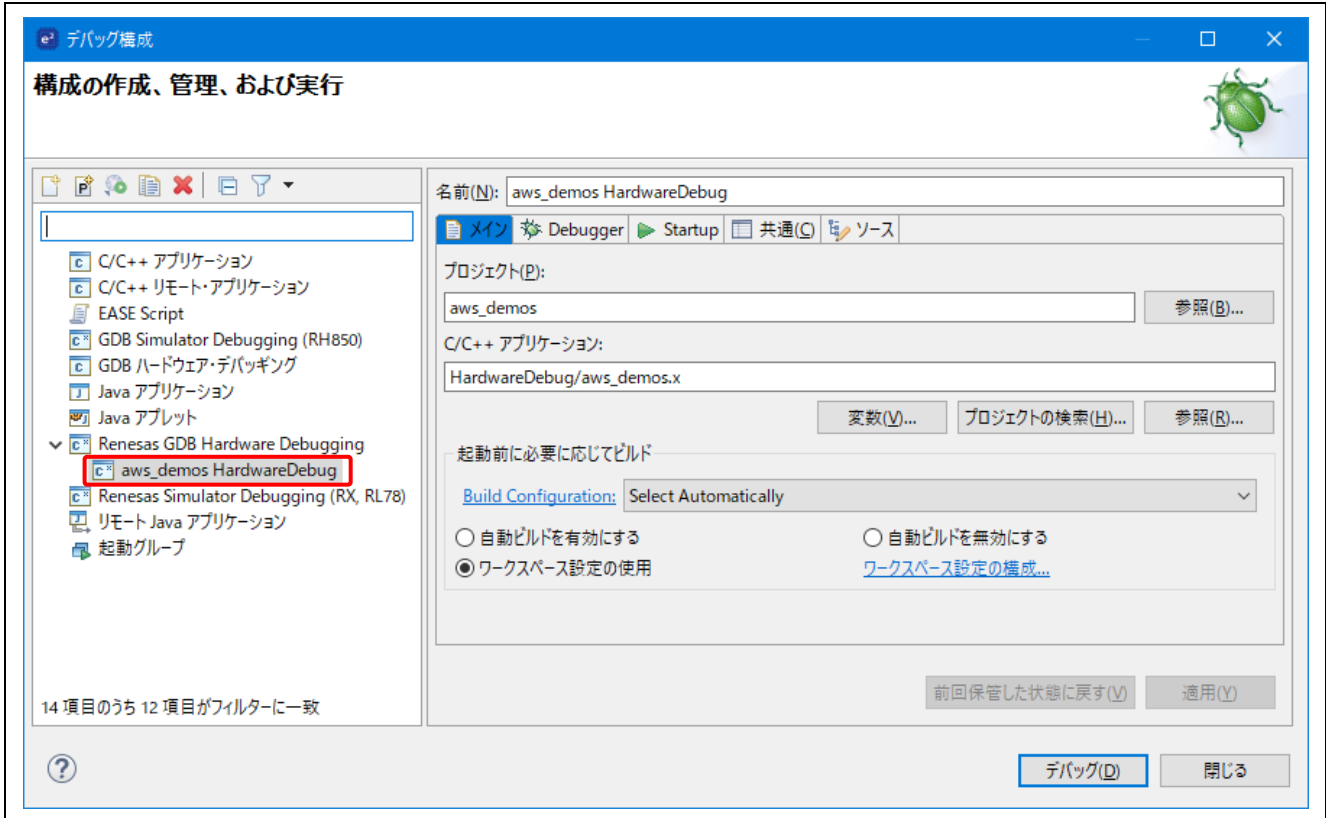 e² デバッグ構成
構成の作成、管理、および実行
名前(N): aws_demos HardwareDebug
メイン Debugger Startup 共通(C) ソース
C/C++ アプリケーション
C/C++ リモート・アプリケーション
EASE Script
GDB Simulator Debugging (RH850)
GDB ハードウェア・デバッギング
Java アプリケーション
Java アプレット
Renesas GDB Hardware Debugging
aws_demos HardwareDebug
Renesas Simulator Debugging (RX, RL78)
リモート Java アプリケーション
起動グループ
14 項目のうち 12 項目がフィルターに一致
プロジェクト(P):
aws_demos 参照(B)...
C/C++ アプリケーション:
HardwareDebug/aws_demos.x
変数(V)... プロジェクトの検索(H)... 参照(R)...
起動前に必要に応じてビルド
Build Configuration: Select Automatically
自動ビルドを有効にする 自動ビルドを無効にする
ワークスペース設定の使用 ワークスペース設定の構成...
前回保管した状態に戻す(V) 適用(Y)
デバッグ(D) 閉じる